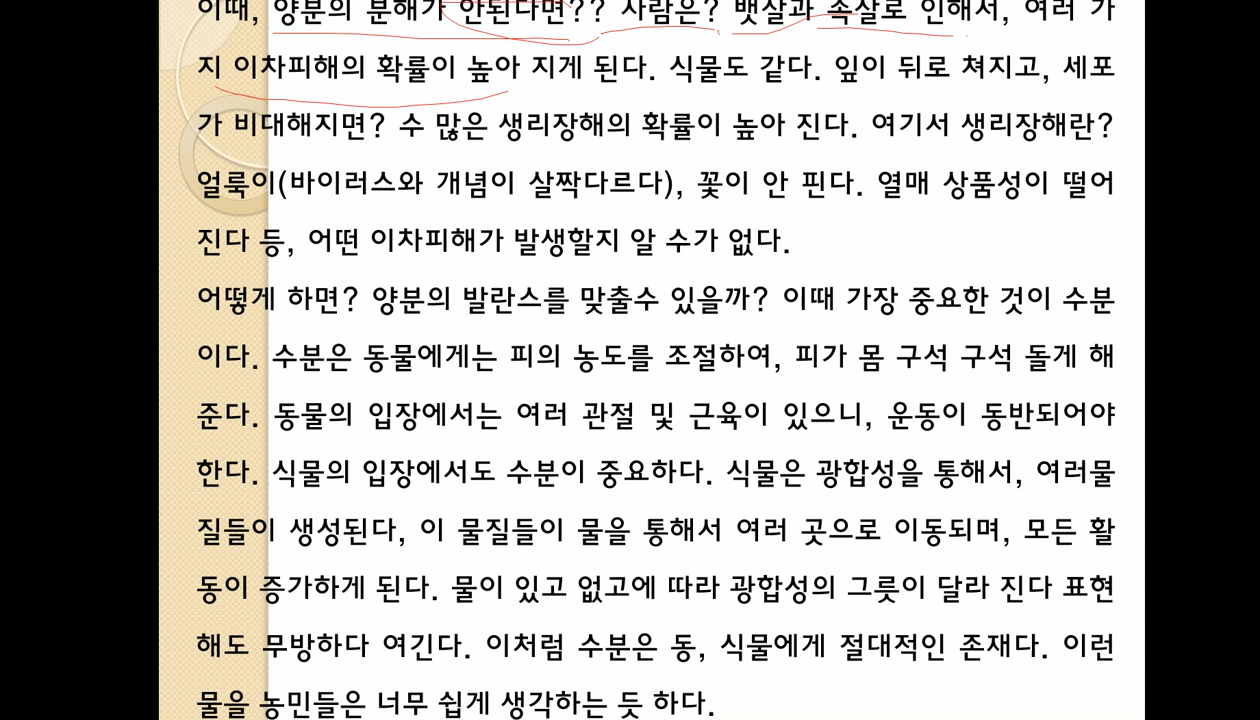 이때, 양분의 분해가 안된다면?? 사람은? 뱃살과 속살로 인해서, 여러 가
지 이차피해의 확률이 높아 지게 된다. 식물도 같다. 잎이 뒤로 쳐지고, 세포
가 비대해지면? 수 많은 생리장해의 확률이 높아 진다. 여기서 생리장해란?
얼룩이(바이러스와 개념이 살짝다르다), 꽃이 안 핀다. 열매 상품성이 떨어
진다 등, 어떤 이차피해가 발생할지 알 수가 없다.
어떻게 하면? 양분의 발란스를 맞출수 있을까? 이때 가장 중요한 것이 수분
이다. 수분은 동물에게는 피의 농도를 조절하여, 피가 몸 구석 구석 돌게 해
준다. 동물의 입장에서는 여러 관절 및 근육이 있으니, 운동이 동반되어야
한다. 식물의 입장에서도 수분이 중요하다. 식물은 광합성을 통해서, 여러물
질들이 생성된다, 이 물질들이 물을 통해서 여러 곳으로 이동되며, 모든 활
동이 증가하게 된다. 물이 있고 없고에 따라 광합성의 그릇이 달라 진다 표현
해도 무방하다 여긴다. 이처럼 수분은 동, 식물에게 절대적인 존재다. 이런
물을 농민들은 너무 쉽게 생각하는 듯 하다.